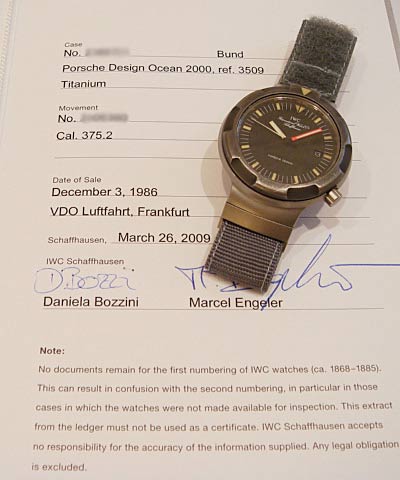 Case
No. Bund
Porsche Design Ocean 2000, ref. 3509
Titanium
Movement
No.
Cal. 375.2
Date of Sale
December 3, 1986
VDO Luftfahrt, Frankfurt
Schaffhausen, March 26, 2009
IWC Schaffhausen
D. Bozzini
Daniela Bozzini Marcel Engeler
IWC
Note:
No documents remain for the first numbering of IWC watches (ca. 1868–1885).
This can result in confusion with the second numbering, in particular in those
cases in which the watches were not made available for inspection. This extract
from the ledger must not be used as a certificate. IWC Schaffhausen accepts
no responsibility for the accuracy of the information supplied. Any legal obligation
is excluded.